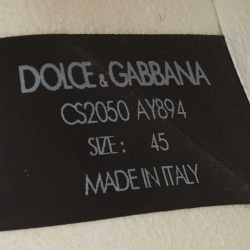 DOLCE & GABBANA
CS2050 AY894
SIZE: 45
MADE IN ITALY